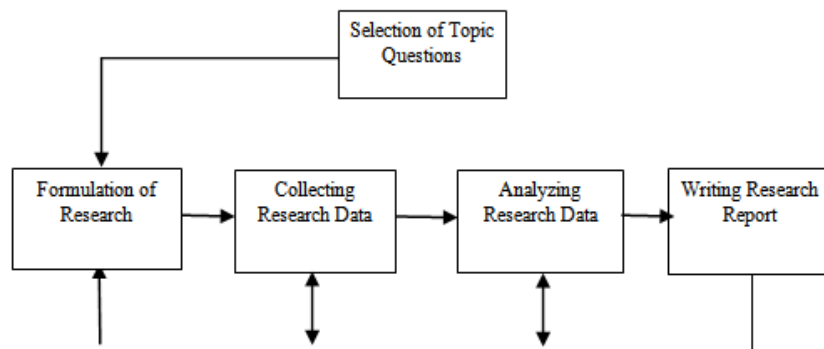 Selection of Topic
Questions
Formulation of
Research
Collecting
Research Data
Analyzing
Research Data
Writing Research
Report